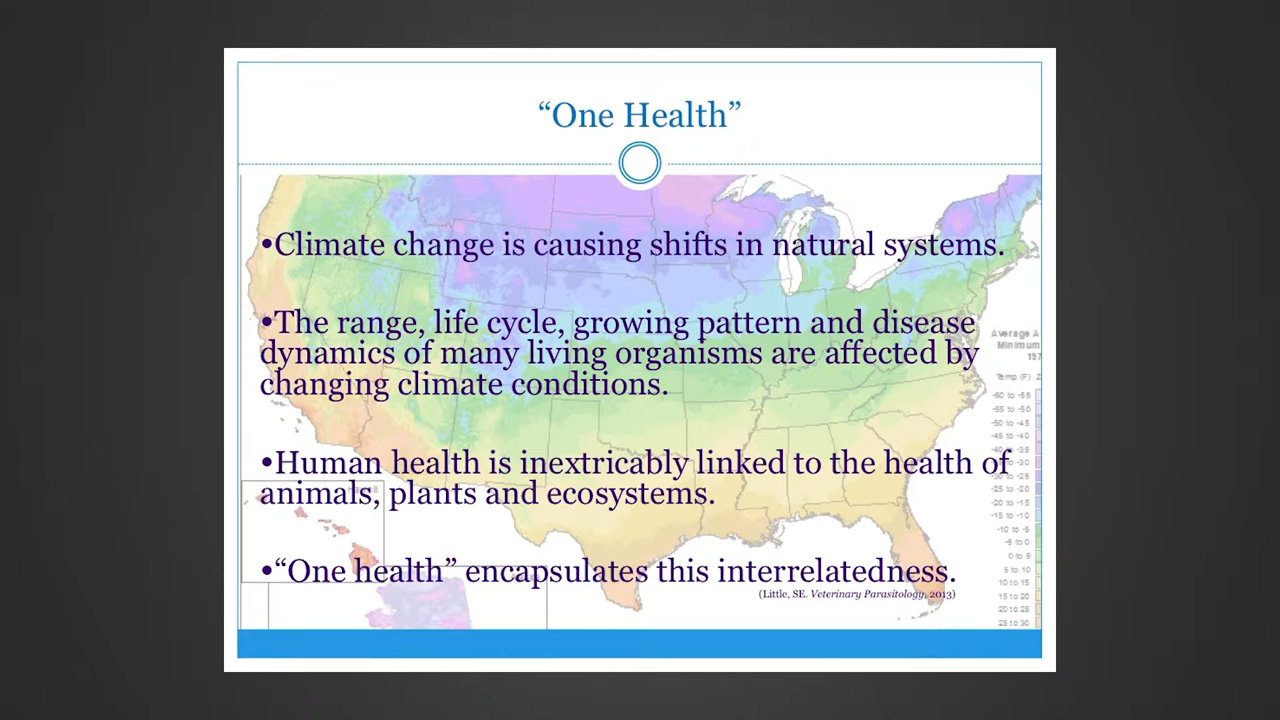 “One Health”
•Climate change is causing shifts in natural systems.
•The range, life cycle, growing pattern and disease
dynamics of many living organisms are affected by
changing climate conditions.
•Human health is inextricably linked to the health of
animals, plants and ecosystems.
•“One health” encapsulates this interrelatedness.
(Little, SE. Veterinary Parasitology, 2013)
Average A
Minimum
197
Temp (F) Z
-60 to -55
-55 to -50
-50 to -45
-45 to -40
-25 to -20
-20 to -15
-15 to -10
-10 to -5
-5 to 0
0 to 5
5 to 10
10 to 15
15 to 20
20 to 25
25 to 30